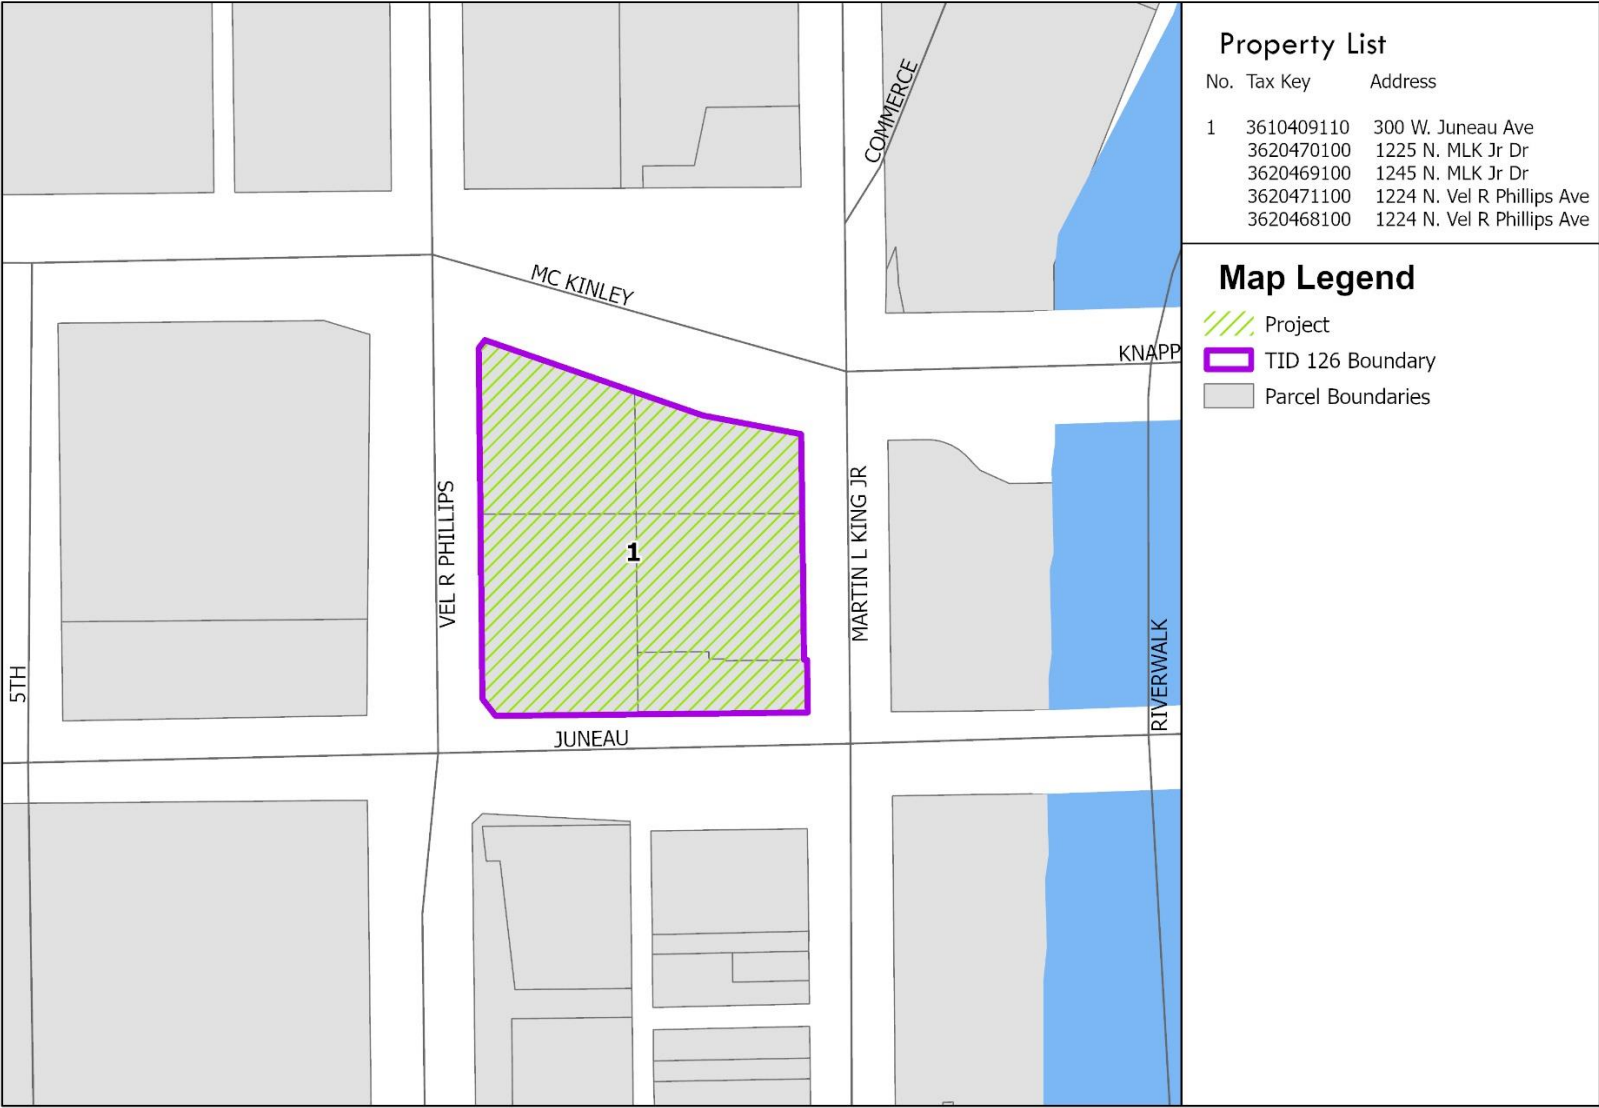 COMMERCE
MC KINLEY
KNAPP
VEL R PHILLIPS
1
MARTIN L KING JR
5TH
RIVERWALK
JUNEAU
Property List
No. Tax Key Address
1 3610409110 300 W. Juneau Ave
3620470100 1225 N. MLK Jr Dr
3620469100 1245 N. MLK Jr Dr
3620471100 1224 N. Vel R Phillips Ave
3620468100 1224 N. Vel R Phillips Ave
Map Legend
Project
TID 126 Boundary
Parcel Boundaries